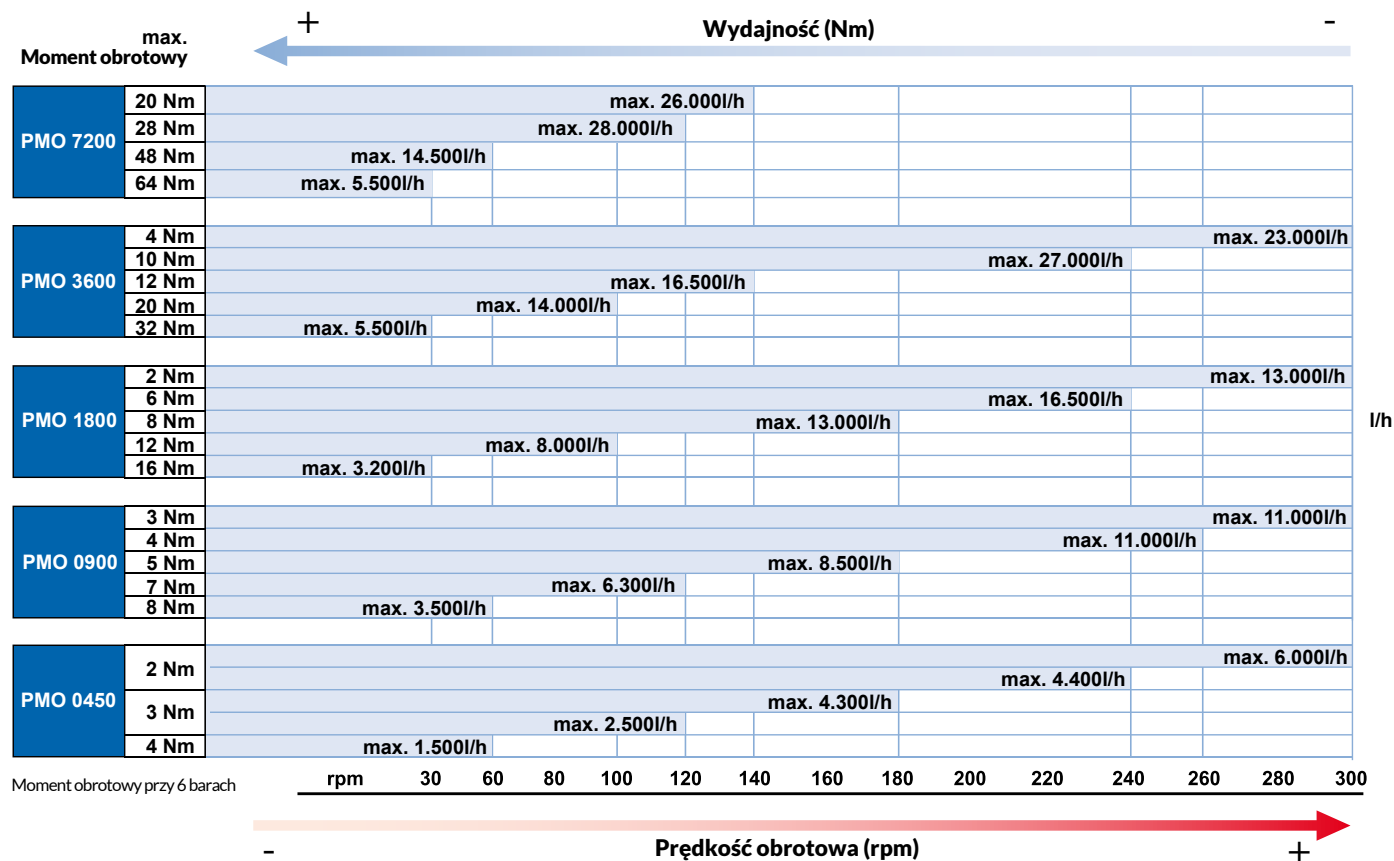 + Wydajność (Nm) -
max.
Moment obrotowy
PMO 7200
20 Nm max. 26.000l/h
28 Nm max. 28.000l/h
48 Nm max. 14.500l/h
64 Nm max. 5.500l/h
PMO 3600
4 Nm max. 23.000l/h
10 Nm max. 27.000l/h
12 Nm max. 16.500l/h
20 Nm max. 14.000l/h
32 Nm max. 5.500l/h
PMO 1800
2 Nm max. 13.000l/h
6 Nm max. 16.500l/h
8 Nm max. 13.000l/h
12 Nm max. 8.000l/h
16 Nm max. 3.200l/h
l/h
PMO 0900
3 Nm max. 11.000l/h
4 Nm max. 11.000l/h
5 Nm max. 8.500l/h
7 Nm max. 6.300l/h
8 Nm max. 3.500l/h
PMO 0450
2 Nm max. 6.000l/h
max. 4.400l/h
3 Nm max. 4.300l/h
max. 2.500l/h
4 Nm max. 1.500l/h
Moment obrotowy przy 6 barach
rpm 30 60 80 100 120 140 160 180 200 220 240 260 280 300
- Prędkość obrotowa (rpm) +